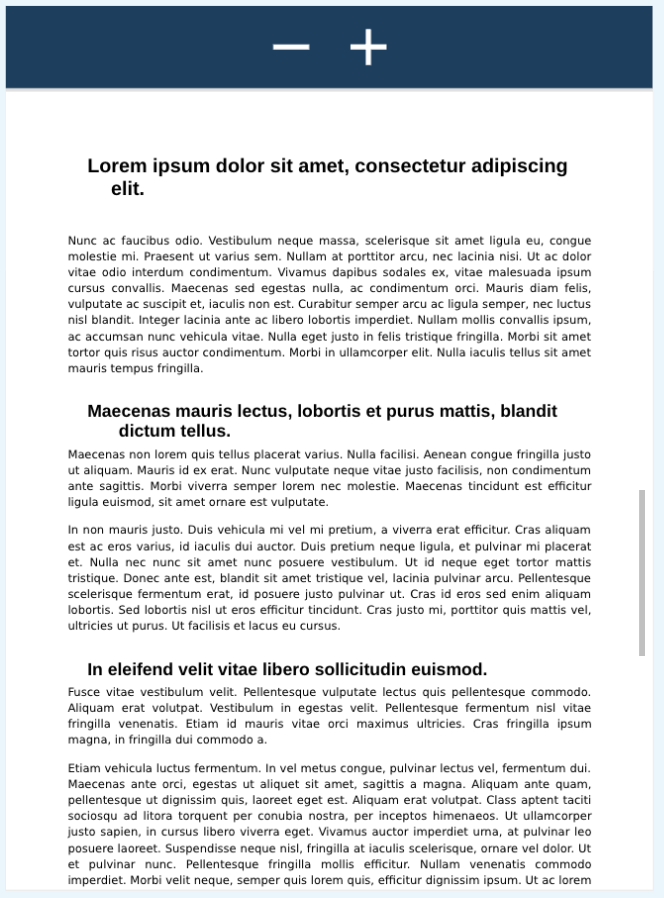 Lorem ipsum dolor sit amet, consectetur adipiscing
elit.
Nunc ac faucibus odio. Vestibulum neque massa, scelerisque sit amet ligula eu, congue
molestie mi. Praesent ut varius sem. Nullam at porttitor arcu, nec lacinia nisi. Ut ac dolor
vitae odio interdum condimentum. Vivamus dapibus sodales ex, vitae malesuada ipsum
cursus convallis. Maecenas sed egestas nulla, ac condimentum orci. Mauris diam felis,
vulputate ac suscipit et, iaculis non est. Curabitur semper arcu ac ligula semper, nec luctus
nisl blandit. Integer lacinia ante ac libero lobortis imperdiet. Nullam mollis convallis ipsum,
ac accumsan nunc vehicula vitae. Nulla eget justo in felis tristique fringilla. Morbi sit amet
tortor quis risus auctor condimentum. Morbi in ullamcorper elit. Nulla iaculis tellus sit amet
mauris tempus fringilla.
Maecenas mauris lectus, lobortis et purus mattis, blandit
dictum tellus.
Maecenas non lorem quis tellus placerat varius. Nulla facilisi. Aenean congue fringilla justo
ut aliquam. Mauris id ex erat. Nunc vulputate neque vitae justo facilisis, non condimentum
ante sagittis. Morbi viverra semper lorem nec molestie. Maecenas tincidunt est efficitur
ligula euismod, sit amet ornare est vulputate.
In non mauris justo. Duis vehicula mi vel mi pretium, a viverra erat efficitur. Cras aliquam
est ac eros varius, id iaculis dui auctor. Duis pretium neque ligula, et pulvinar mi placerat
et. Nulla nec nunc sit amet nunc posuere vestibulum. Ut id neque eget tortor mattis
tristique. Donec ante est, blandit sit amet tristique vel, lacinia pulvinar arcu. Pellentesque
scelerisque fermentum erat, id posuere justo pulvinar ut. Cras id eros sed enim aliquam
lobortis. Sed lobortis nisl ut eros efficitur tincidunt. Cras justo mi, porttitor quis mattis vel,
ultricies ut purus. Ut facilisis et lacus eu cursus.
In eleifend velit vitae libero sollicitudin euismod.
Fusce vitae vestibulum velit. Pellentesque vulputate lectus quis pellentesque commodo.
Aliquam erat volutpat. Vestibulum in egestas velit. Pellentesque fermentum nisl vitae
fringilla venenatis. Etiam id mauris vitae orci maximus ultricies. Cras fringilla ipsum
magna, in fringilla dui commodo a.
Etiam vehicula luctus fermentum. In vel metus congue, pulvinar lectus vel, fermentum dui.
Maecenas ante orci, egestas ut aliquet sit amet, sagittis a magna. Aliquam ante quam,
pellentesque ut dignissim quis, laoreet eget est. Aliquam erat volutpat. Class aptent taciti
sociosqu ad litora torquent per conubia nostra, per inceptos himenaeos. Ut ullamcorper
justo sapien, in cursus libero viverra eget. Vivamus auctor imperdiet urna, at pulvinar leo
posuere laoreet. Suspendisse neque nisl, fringilla at iaculis scelerisque, ornare vel dolor. Ut
et pulvinar nunc. Pellentesque fringilla mollis efficitur. Nullam venenatis commodo
imperdiet. Morbi velit neque, semper quis lorem quis, efficitur dignissim ipsum. Ut ac lorem